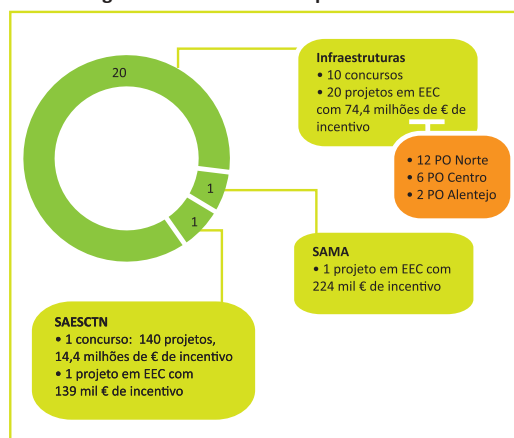 20
1
1
Infraestruturas
• 10 concursos
• 20 projetos em EEC
com 74,4 milhões de € de
incentivo
• 12 PO Norte
• 6 PO Centro
• 2 PO Alentejo
SAMA
• 1 projeto em EEC com
224 mil € de incentivo
SAESCTN
• 1 concurso: 140 projetos,
14,4 milhões de € de incentivo
• 1 projeto em EEC com
139 mil € de incentivo